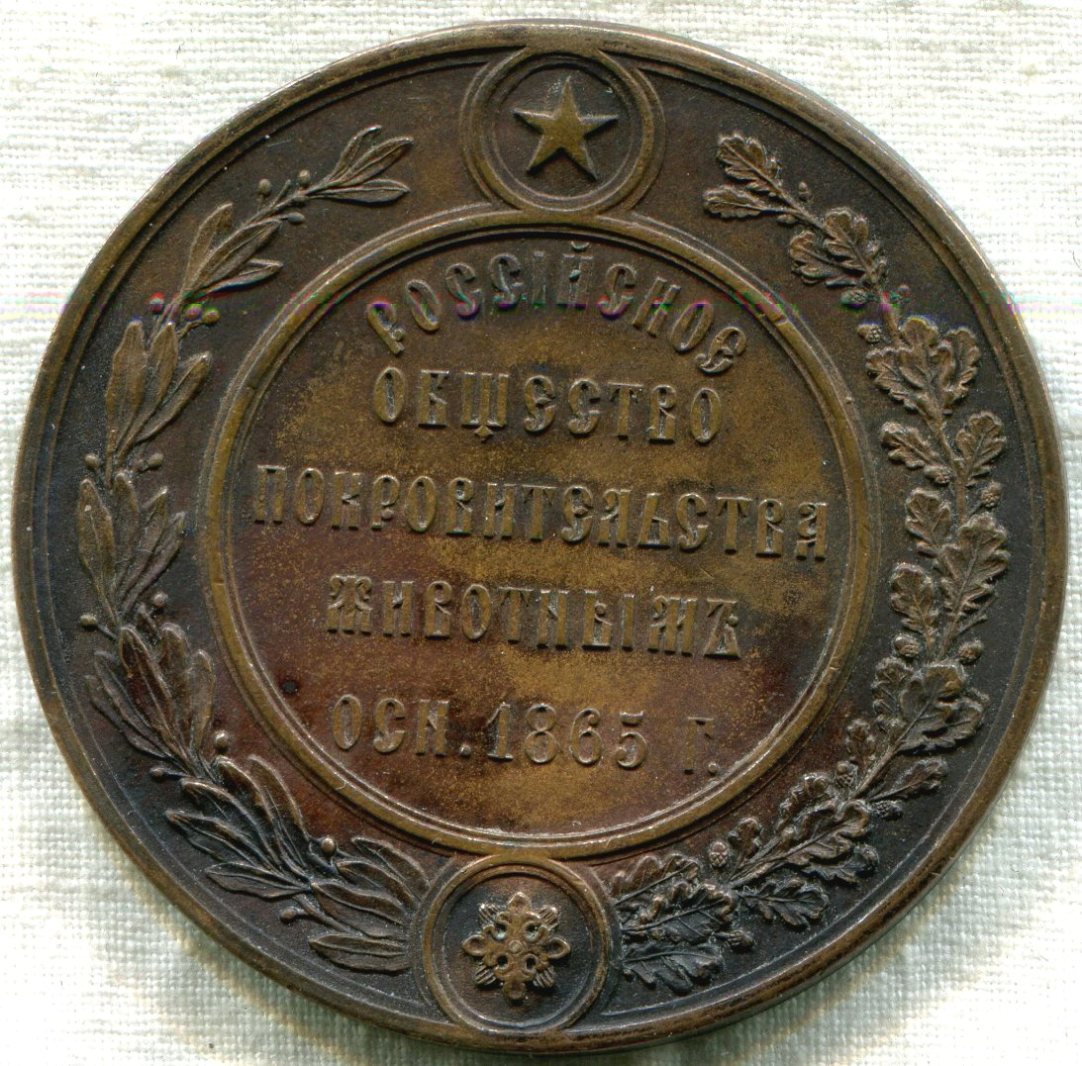 РОССІЙСКОЕ
ОБЩЕСТВО
ПОКРОВИТЕЛЬСТВА
ЖИВОТНЫМЪ
ОСН. 1865 Г.